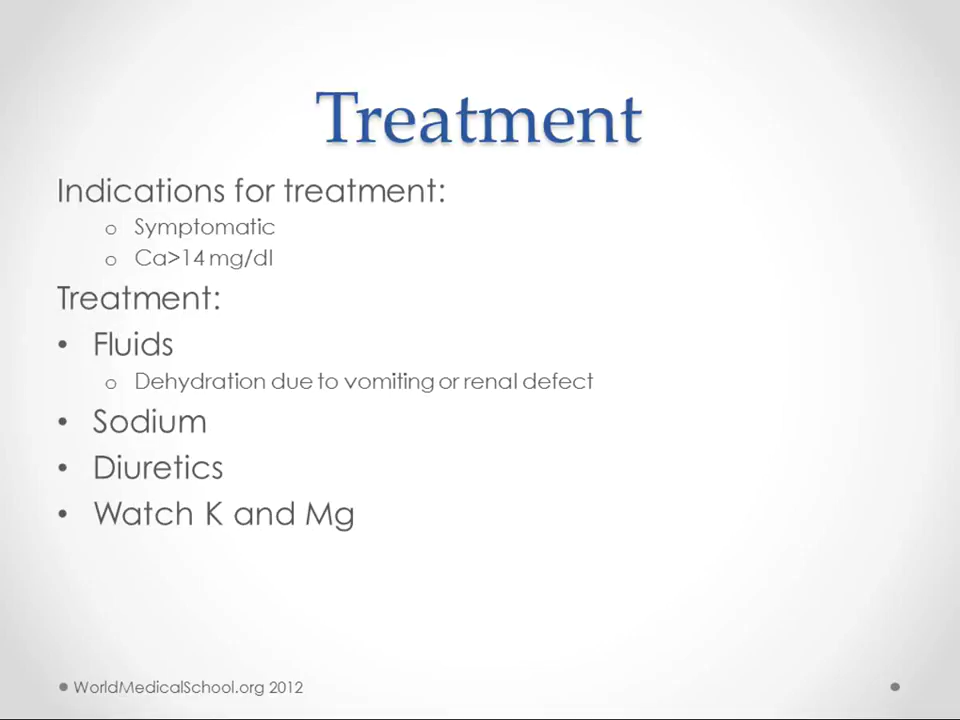 Treatment
Indications for treatment:
o Symptomatic
o Ca>14 mg/dl
Treatment:
• Fluids
o Dehydration due to vomiting or renal defect
• Sodium
• Diuretics
• Watch K and Mg
WorldMedicalSchool.org 2012